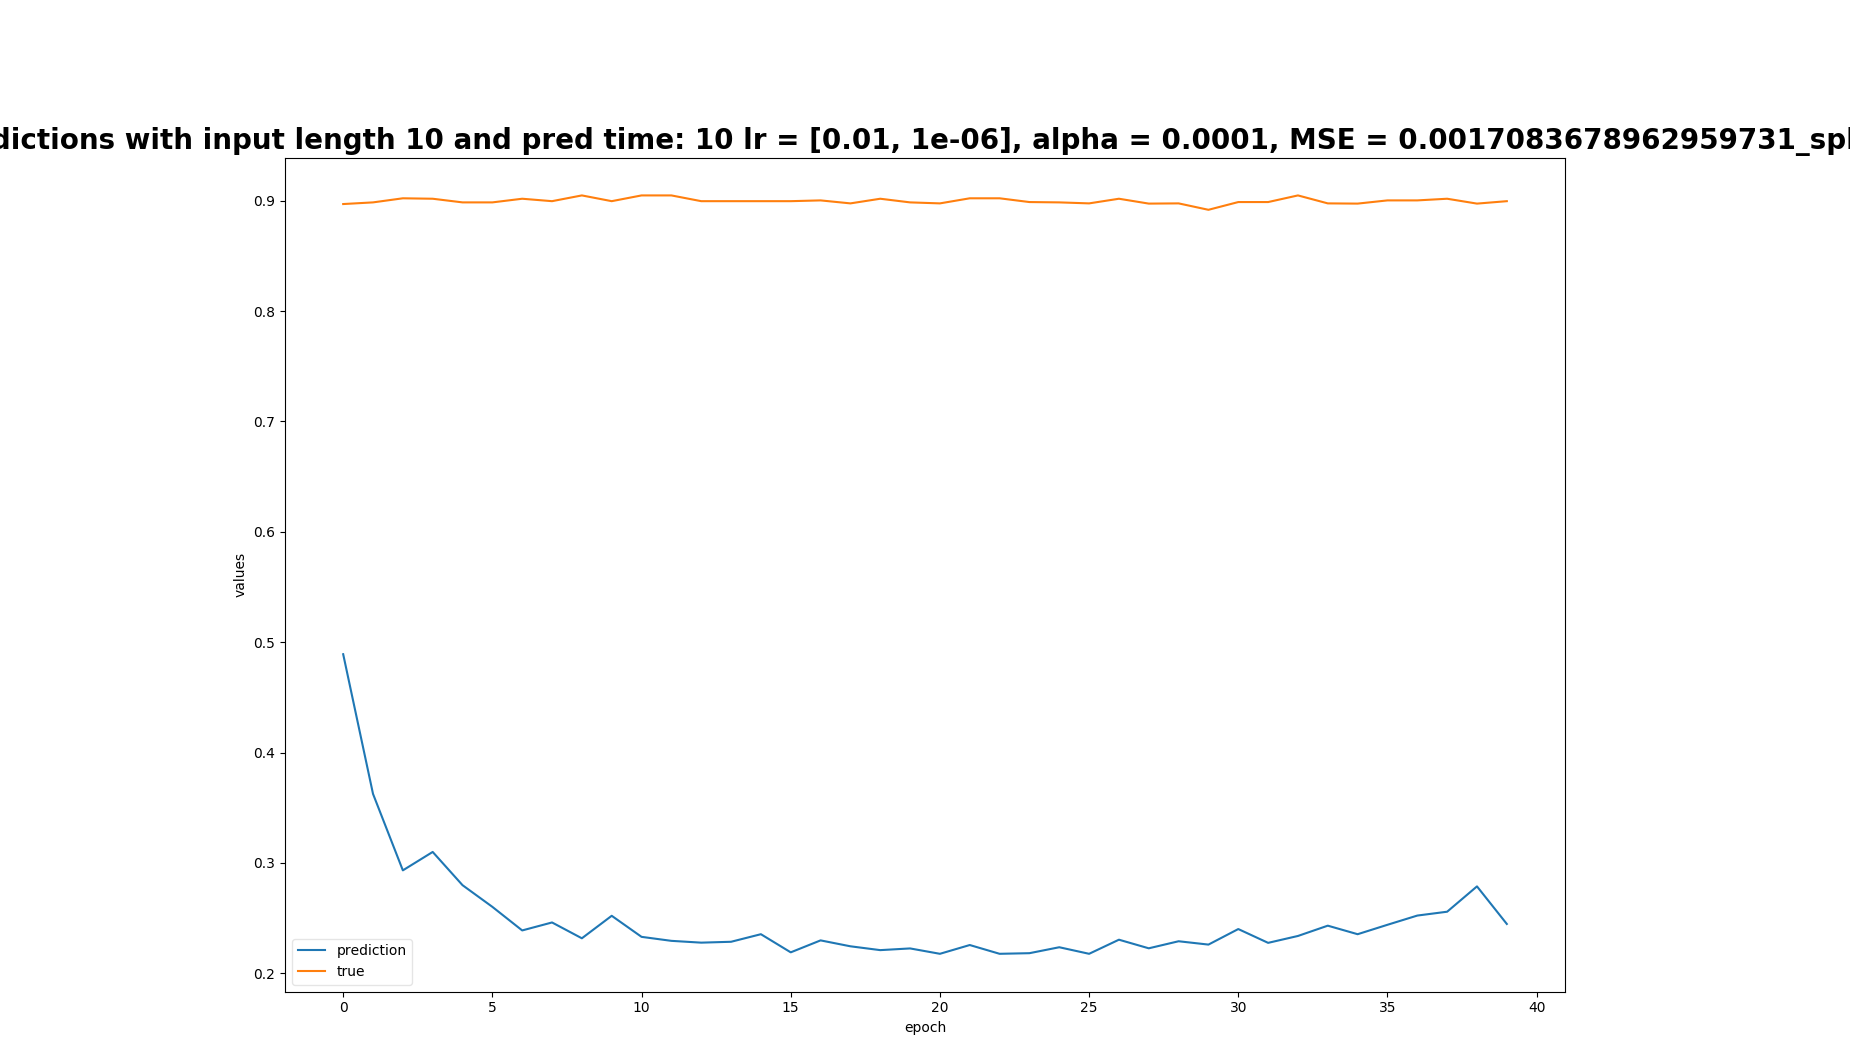 dictions with input length 10 and pred time: 10 lr = [0.01, 1e-06], alpha = 0.0001, MSE = 0.0017083678962959731_spl
0.9
0.8
0.7
0.6
0.5
0.4
0.3
0.2
values
prediction
true
0 5 10 15 20 25 30 35 40
epoch